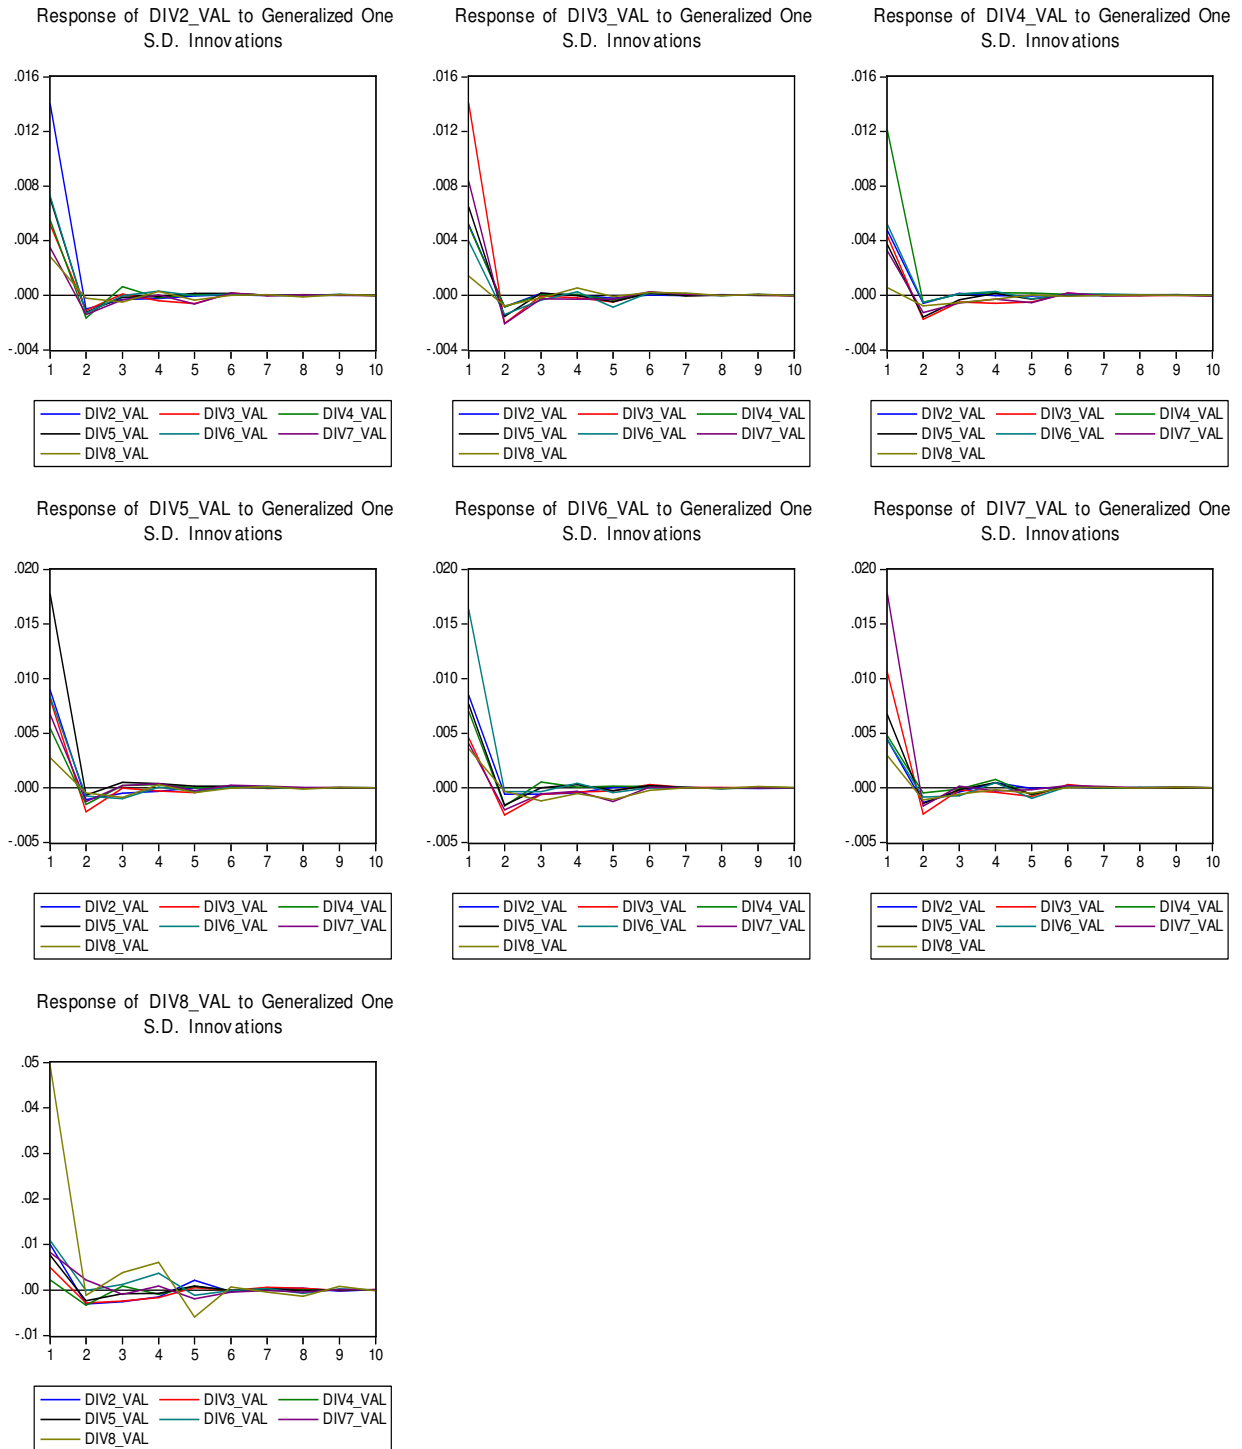 Response of DIV2_VAL to Generalized One
S.D. Innovations
.016
.012
.008
.004
.000
-.004
1 2 3 4 5 6 7 8 9 10
DIV2_VAL DIV3_VAL DIV4_VAL
DIV5_VAL DIV6_VAL DIV7_VAL
DIV8_VAL
Response of DIV3_VAL to Generalized One
S.D. Innovations
.016
.012
.008
.004
.000
-.004
1 2 3 4 5 6 7 8 9 10
DIV2_VAL DIV3_VAL DIV4_VAL
DIV5_VAL DIV6_VAL DIV7_VAL
DIV8_VAL
Response of DIV4_VAL to Generalized One
S.D. Innovations
.016
.012
.008
.004
.000
-.004
1 2 3 4 5 6 7 8 9 10
DIV2_VAL DIV3_VAL DIV4_VAL
DIV5_VAL DIV6_VAL DIV7_VAL
DIV8_VAL
Response of DIV5_VAL to Generalized One
S.D. Innovations
.020
.015
.010
.005
.000
-.005
1 2 3 4 5 6 7 8 9 10
DIV2_VAL DIV3_VAL DIV4_VAL
DIV5_VAL DIV6_VAL DIV7_VAL
DIV8_VAL
Response of DIV6_VAL to Generalized One
S.D. Innovations
.020
.015
.010
.005
.000
-.005
1 2 3 4 5 6 7 8 9 10
DIV2_VAL DIV3_VAL DIV4_VAL
DIV5_VAL DIV6_VAL DIV7_VAL
DIV8_VAL
Response of DIV7_VAL to Generalized One
S.D. Innovations
.020
.015
.010
.005
.000
-.005
1 2 3 4 5 6 7 8 9 10
DIV2_VAL DIV3_VAL DIV4_VAL
DIV5_VAL DIV6_VAL DIV7_VAL
DIV8_VAL
Response of DIV8_VAL to Generalized One
S.D. Innovations
.05
.04
.03
.02
.01
.00
-.01
1 2 3 4 5 6 7 8 9 10
DIV2_VAL DIV3_VAL DIV4_VAL
DIV5_VAL DIV6_VAL DIV7_VAL
DIV8_VAL